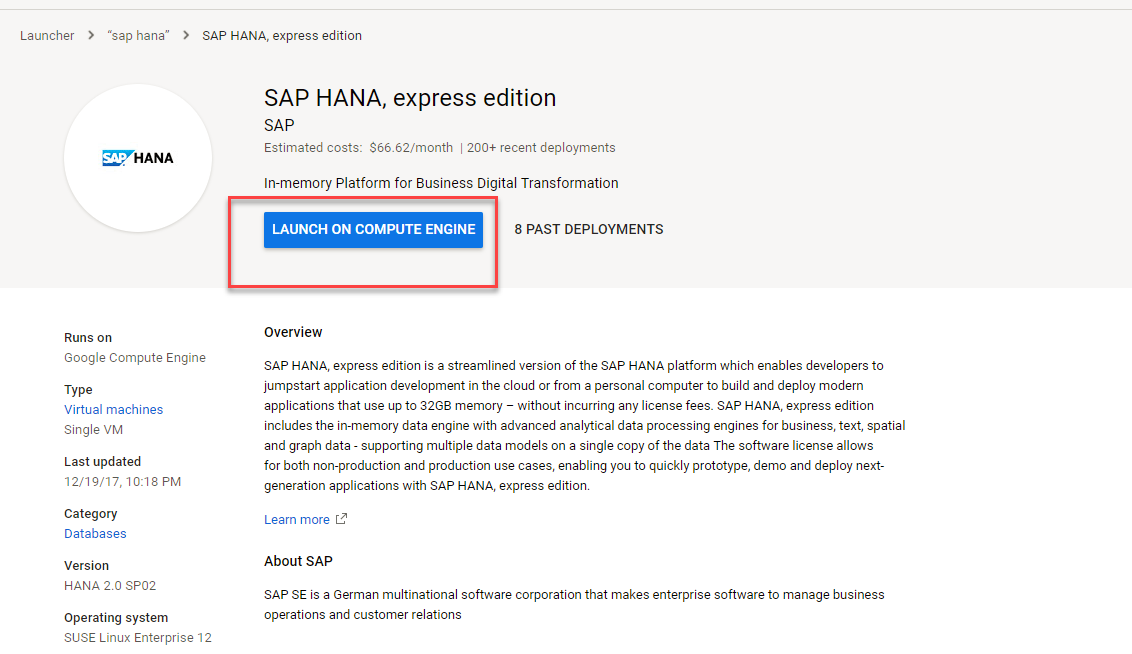 Launcher > “sap hana” > SAP HANA, express edition
SAP HANA
SAP HANA, express edition
SAP
Estimated costs: $66.62/month | 200+ recent deployments
In-memory Platform for Business Digital Transformation
LAUNCH ON COMPUTE ENGINE
8 PAST DEPLOYMENTS
Runs on
Google Compute Engine
Type
Virtual machines
Single VM
Last updated
12/19/17, 10:18 PM
Category
Databases
Version
HANA 2.0 SP02
Operating system
SUSE Linux Enterprise 12
Overview
SAP HANA, express edition is a streamlined version of the SAP HANA platform which enables developers to
jumpstart application development in the cloud or from a personal computer to build and deploy modern
applications that use up to 32GB memory – without incurring any license fees. SAP HANA, express edition
includes the in-memory data engine with advanced analytical data processing engines for business, text, spatial
and graph data - supporting multiple data models on a single copy of the data The software license allows
for both non-production and production use cases, enabling you to quickly prototype, demo and deploy next-
generation applications with SAP HANA, express edition.
Learn more
About SAP
SAP SE is a German multinational software corporation that makes enterprise software to manage business
operations and customer relations